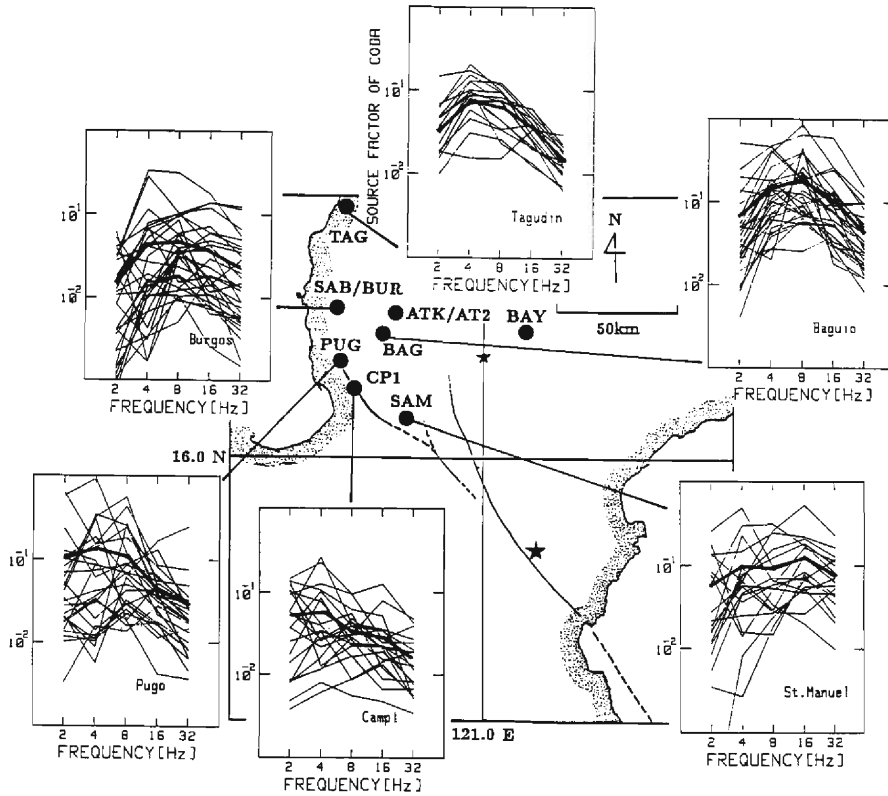 SOURCE FACTOR OF CODA
10^-1
10^-2
Tagudin
2 4 8 16 32
FREQUENCY[Hz]
10^-1
10^-2
Burgos
2 4 8 16 32
FREQUENCY[Hz]
10^-1
10^-2
Baguio
2 4 8 16 32
FREQUENCY[Hz]
N
50km
TAG
SAB/BUR
ATK/AT2
BAY
PUG
BAG
CP1
SAM
16.0 N
121.0 E
10^-1
10^-2
Pugo
2 4 8 16 32
FREQUENCY[Hz]
10^-1
10^-2
Camp1
2 4 8 16 32
FREQUENCY[Hz]
10^-1
10^-2
St.Manuel
2 4 8 16 32
FREQUENCY[Hz]